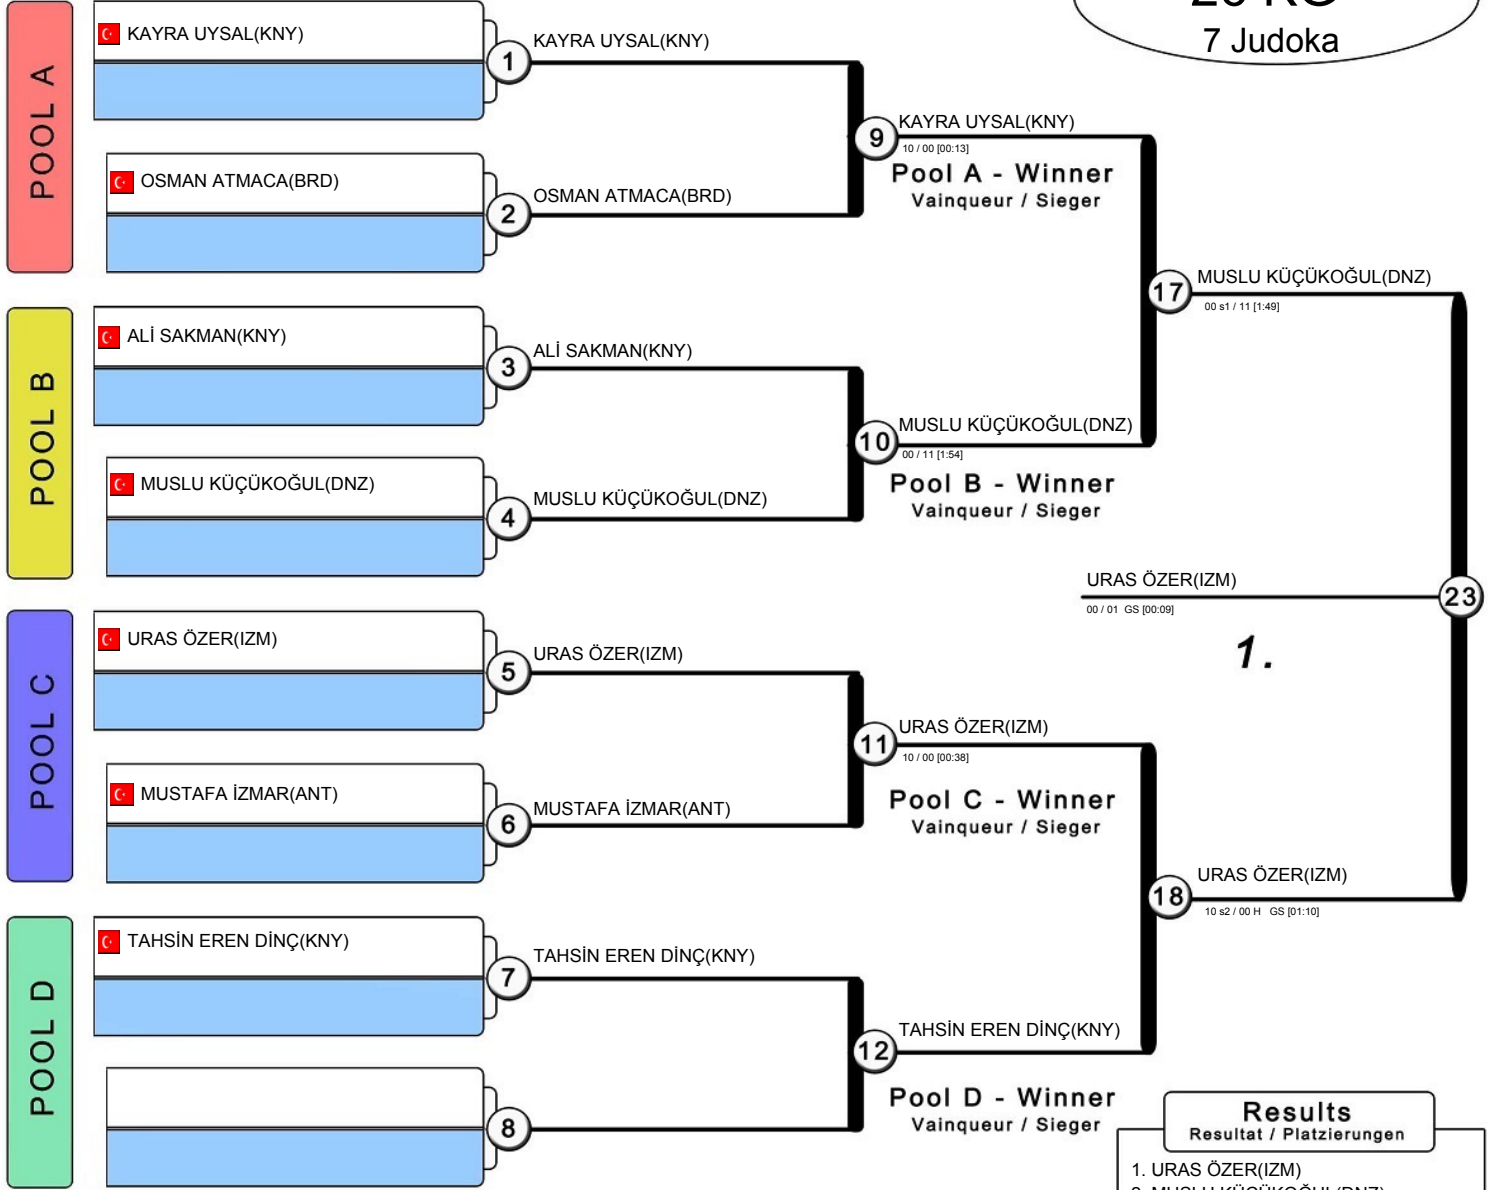 7 Judoka
POOL A
KAYRA UYSAL(KNY)
1
KAYRA UYSAL(KNY)
OSMAN ATMACA(BRD)
2
OSMAN ATMACA(BRD)
9
KAYRA UYSAL(KNY)
10 / 00 [00:13]
Pool A - Winner
Vainqueur / Sieger
POOL B
ALİ SAKMAN(KNY)
3
ALİ SAKMAN(KNY)
MUSLU KÜÇÜKOĞUL(DNZ)
4
MUSLU KÜÇÜKOĞUL(DNZ)
10
MUSLU KÜÇÜKOĞUL(DNZ)
00 / 11 [1:54]
Pool B - Winner
Vainqueur / Sieger
17
MUSLU KÜÇÜKOĞUL(DNZ)
00 s1 / 11 [1:49]
POOL C
URAS ÖZER(IZM)
5
URAS ÖZER(IZM)
MUSTAFA İZMAR(ANT)
6
MUSTAFA İZMAR(ANT)
11
URAS ÖZER(IZM)
10 / 00 [00:38]
Pool C - Winner
Vainqueur / Sieger
POOL D
TAHSİN EREN DİNÇ(KNY)
7
TAHSİN EREN DİNÇ(KNY)
8
12
TAHSİN EREN DİNÇ(KNY)
Pool D - Winner
Vainqueur / Sieger
18
URAS ÖZER(IZM)
10 s2 / 00 H GS [01:10]
URAS ÖZER(IZM)
23
00 / 01 GS [00:09]
1.
Results
Resultat / Platzierungen
1. URAS ÖZER(IZM)
2. MUSLU KÜÇÜKOĞUL(DNZ)